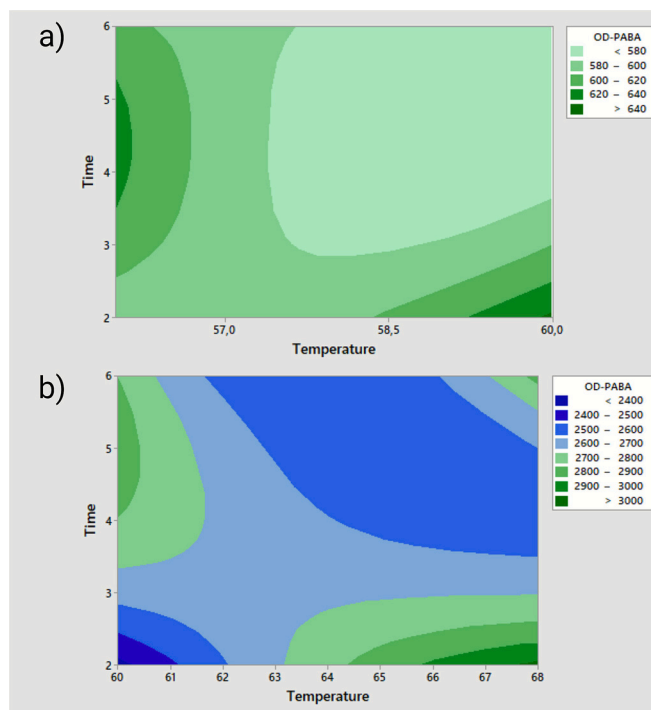 a)
OD-PABA
< 580
580 – 600
600 – 620
620 – 640
> 640
6
5
4
3
2
Time
57,0
58,5
60,0
Temperature
b)
OD-PABA
< 2400
2400 – 2500
2500 – 2600
2600 – 2700
2700 – 2800
2800 – 2900
2900 – 3000
> 3000
6
5
4
3
2
Time
60
61
62
63
64
65
66
67
68
Temperature